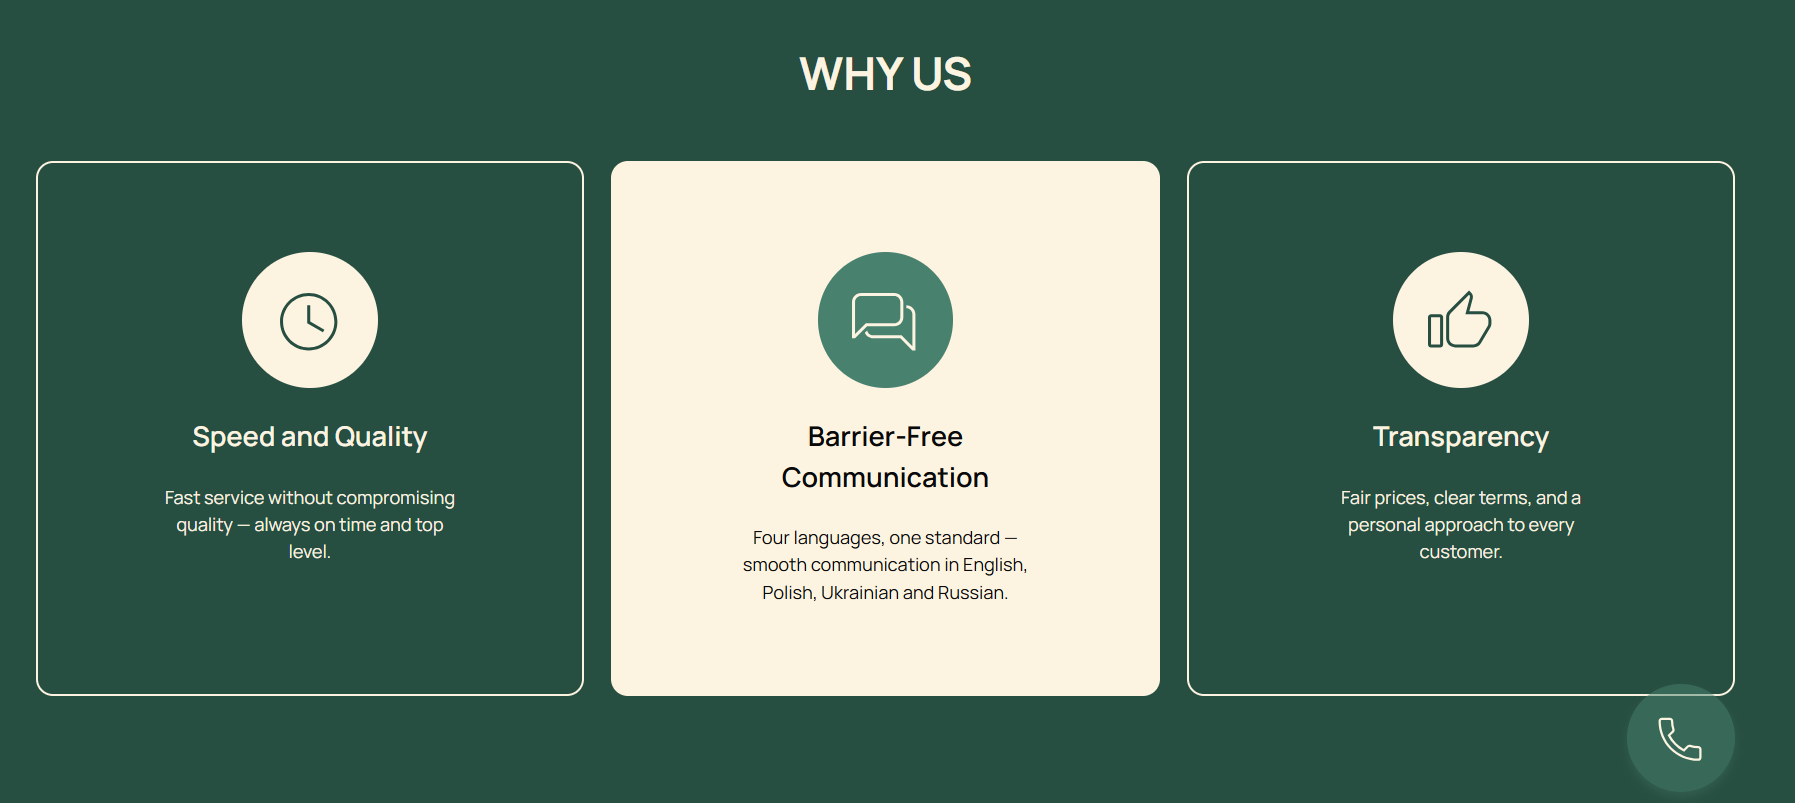 WHY US
Speed and Quality
Fast service without compromising
quality — always on time and top
level.
Barrier-Free
Communication
Four languages, one standard —
smooth communication in English,
Polish, Ukrainian and Russian.
Transparency
Fair prices, clear terms, and a
personal approach to every
customer.